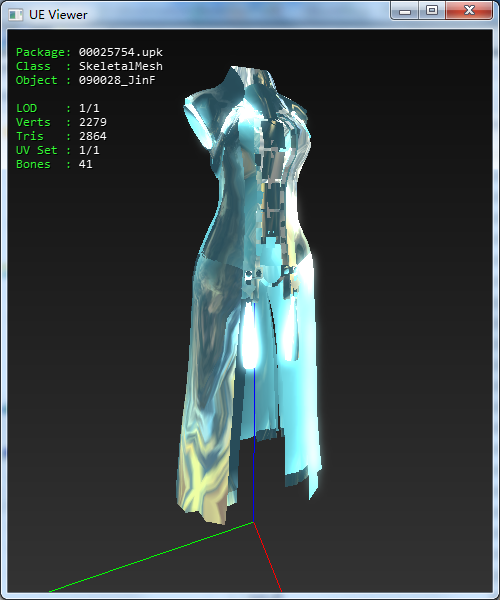 UE Viewer
Package: 00025754.upk
Class : SkeletalMesh
Object : 090028_JinF
LOD : 1/1
Verts : 2279
Tris : 2864
UV Set : 1/1
Bones : 41